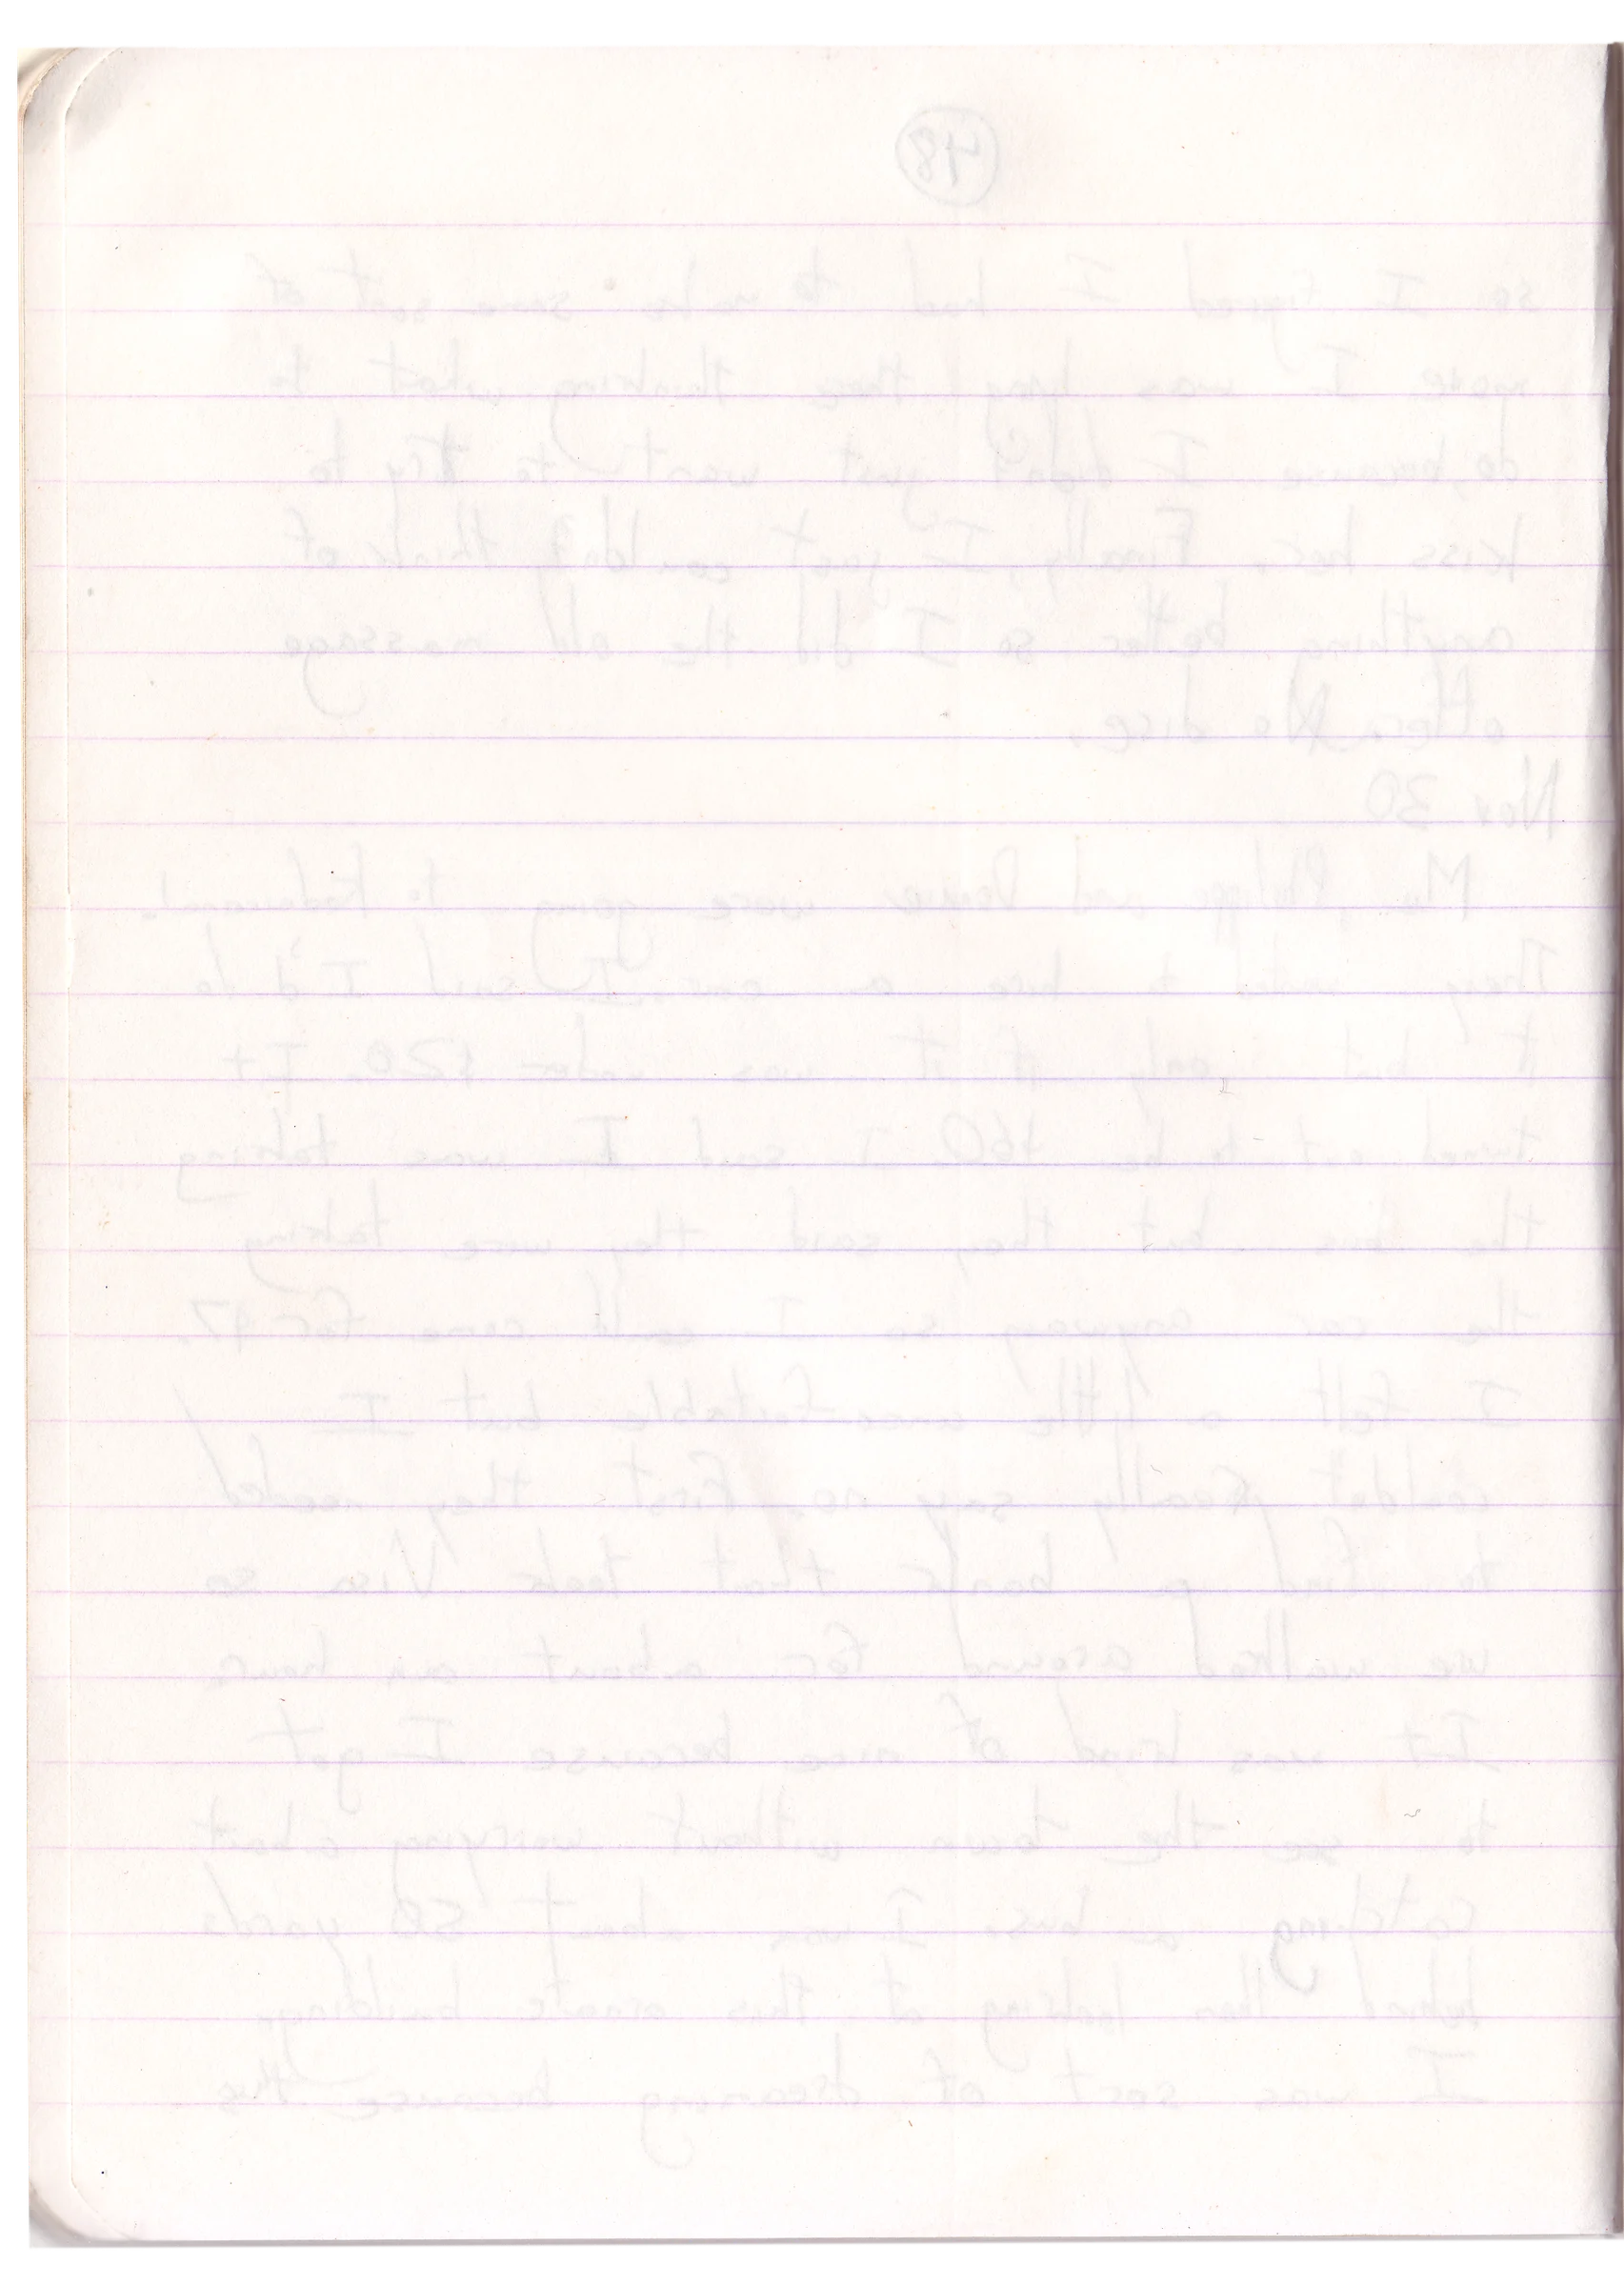 48
so I figured I had to make some sort of
move I was lying there thinking what to
do, because I didn't just want to try to
kiss her. Finally, I just couldn't think of
anything better so I did the old massage
offer. No dice.
Nov 30
Me, Philippe and Denise were going to
They wanted to hire a car. I said I'd do
it but only if it was under $20. It
turned out to be $60 I said I was taking
the bus but they said they were taking
the car anyway so I could come for $7.
I felt a little uncomfortable but I
couldn't really say no. First they needed
to find a bank that took Visa so
we walked around for about an hour.
It was kind of nice because I got
to see the town without worrying about
catching a bus. I was about 50 yards
behind them looking at this ornate building.
I was sort of dreaming because this